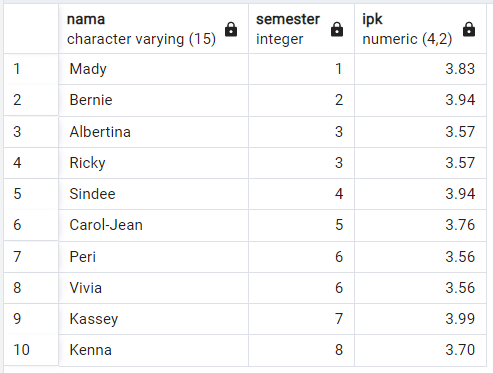 nama semester ipk
character varying (15) integer numeric (4,2)
1 Mady 1 3.83
2 Bernie 2 3.94
3 Albertina 3 3.57
4 Ricky 3 3.57
5 Sindee 4 3.94
6 Carol-Jean 5 3.76
7 Peri 6 3.56
8 Vivia 6 3.56
9 Kassey 7 3.99
10 Kenna 8 3.70